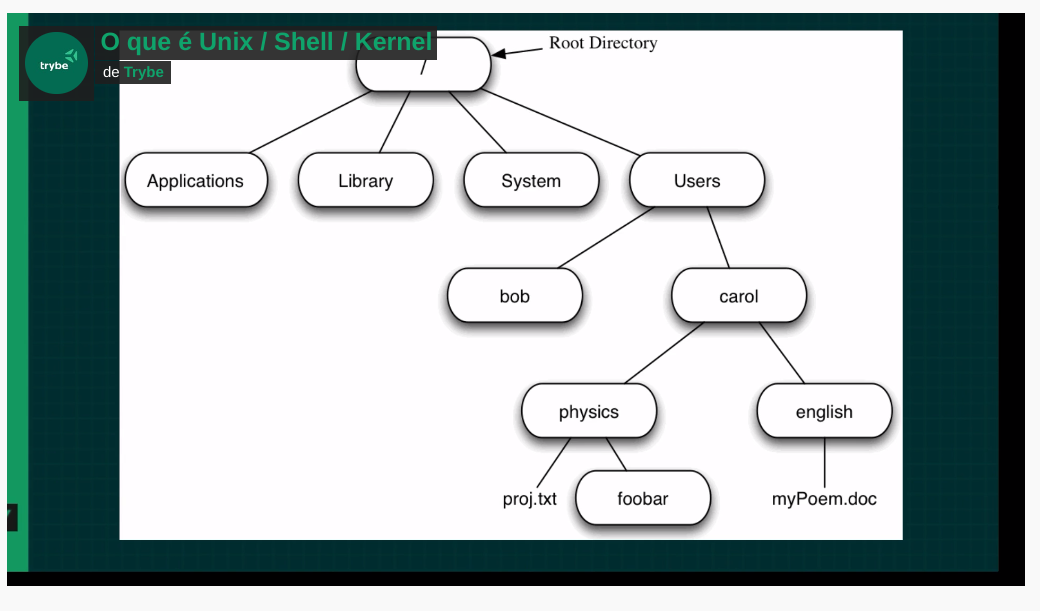 O que é Unix / Shell / Kernel
trybe
de Trybe
Root Directory
/
Applications
Library
System
Users
bob
carol
physics
english
proj.txt
foobar
myPoem.doc